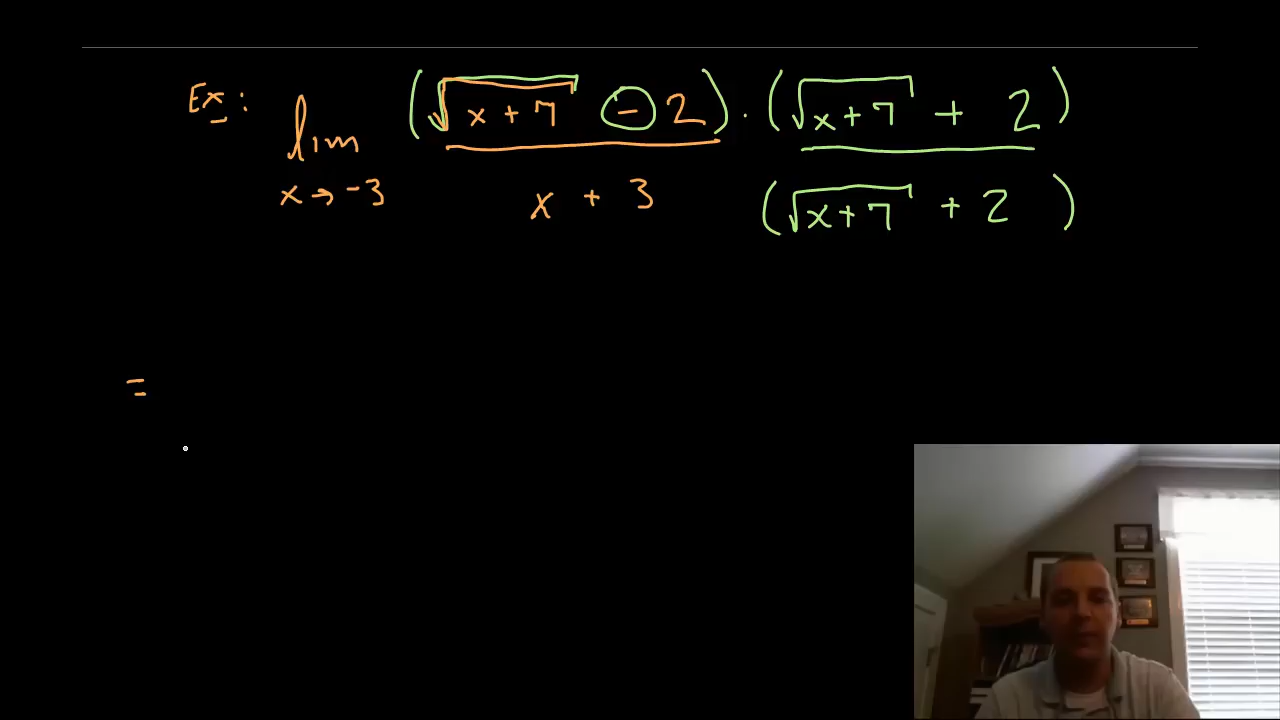 Ex: lim (√(x+7) − 2) · (√(x+7) + 2)
x → -3 x + 3 (√(x+7) + 2)
=